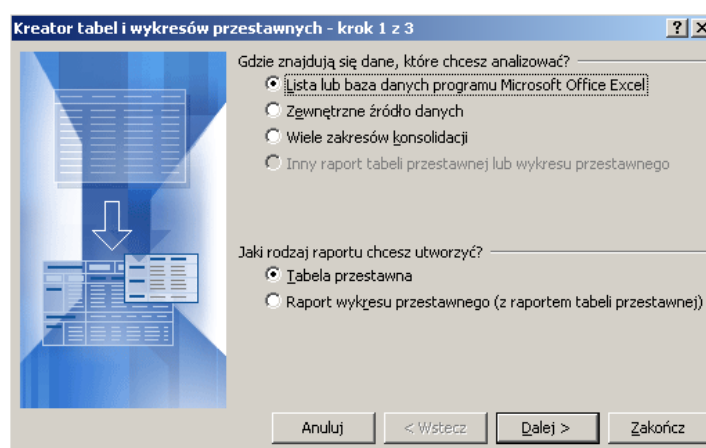 Kreator tabel i wykresów przestawnych - krok 1 z 3
Gdzie znajdują się dane, które chcesz analizować?
Lista lub baza danych programu Microsoft Office Excel
Zewnętrzne źródło danych
Wiele zakresów konsolidacji
Inny raport tabeli przestawnej lub wykresu przestawnego
Jaki rodzaj raportu chcesz utworzyć?
Tabela przestawna
Raport wykresu przestawnego (z raportem tabeli przestawnej)
Anuluj < Wstecz Dalej > Zakończ